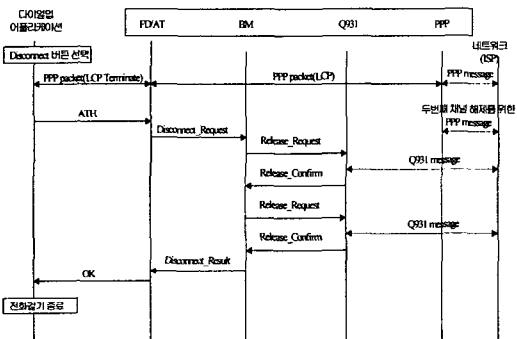 다이얼업
어플리케이션
FD/AT
BM
Q931
PPP
네트워크
(ISP)
Disconnect 버튼 선택
PPP packet(LCP Terminate)
PPP packet(LCP)
PPP message
두번째 채널 해제를 위한
PPP message
ATH
Disconnect_Request
Release_Request
Q931 message
Release_Confirm
Release_Request
Q931 message
Release_Confirm
Disconnect_Result
OK
전화걸기 종료